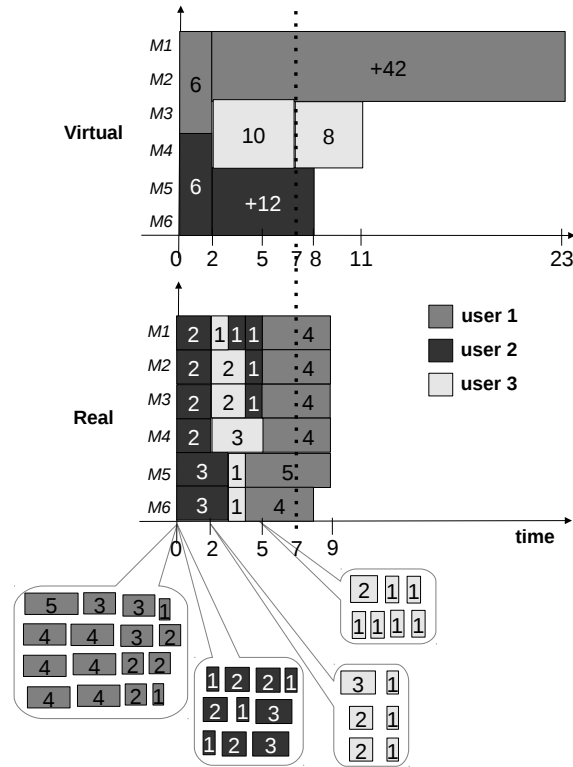 M1
M2
M3
M4
M5
M6
Virtual
6
+42
10
8
6
+12
0 2 5 7 8 11 23
user 1
user 2
user 3
M1
M2
M3
M4
M5
M6
Real
2 1 1 1 4
2 2 1 4
2 2 1 4
2 3 4
3 1 5
3 1 4
0 2 5 7 9
time
5 3 3 1
4 4 3 2
4 4 2 2
4 4 2 1
1 2 2 1
2 1 3
1 2 3
2 1 1
1 1 1 1
3 1
2 1
2 1